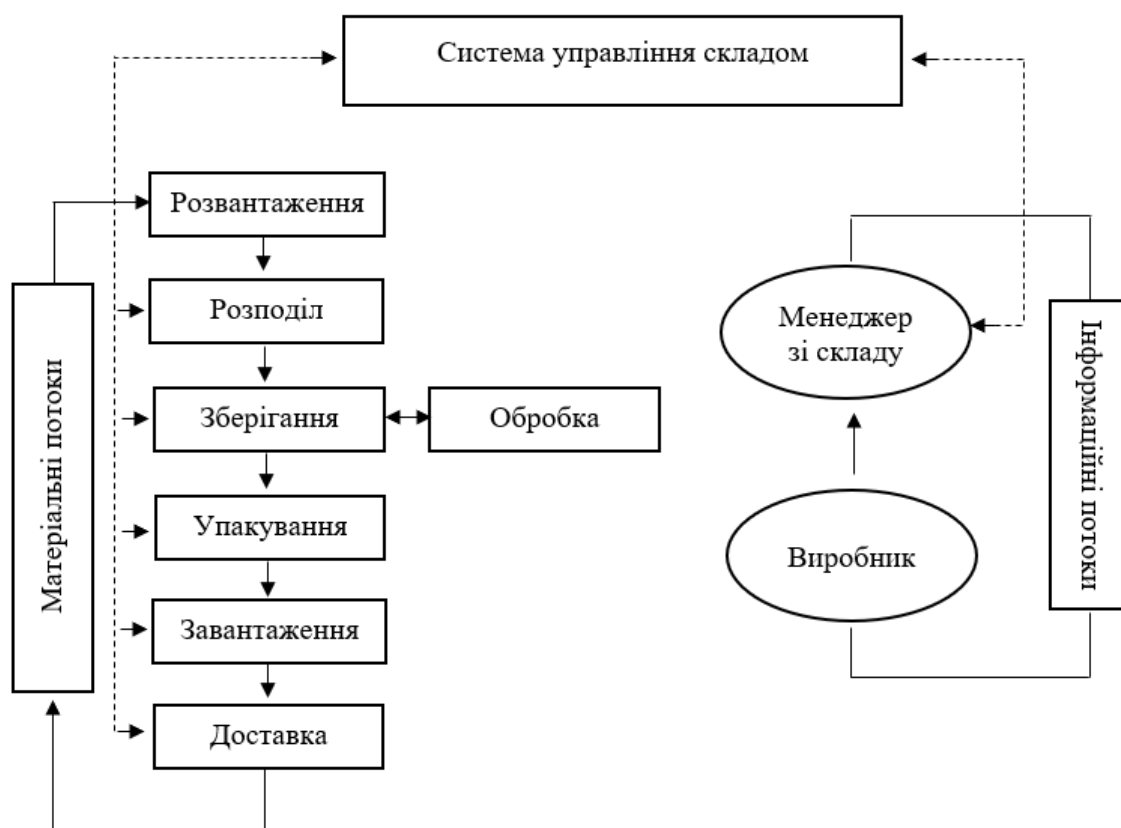 Система управління складом
Розвантаження
Розподіл
Зберігання
Обробка
Упакування
Завантаження
Доставка
Матеріальні потоки
Менеджер
зі складу
Виробник
Інформаційні потоки